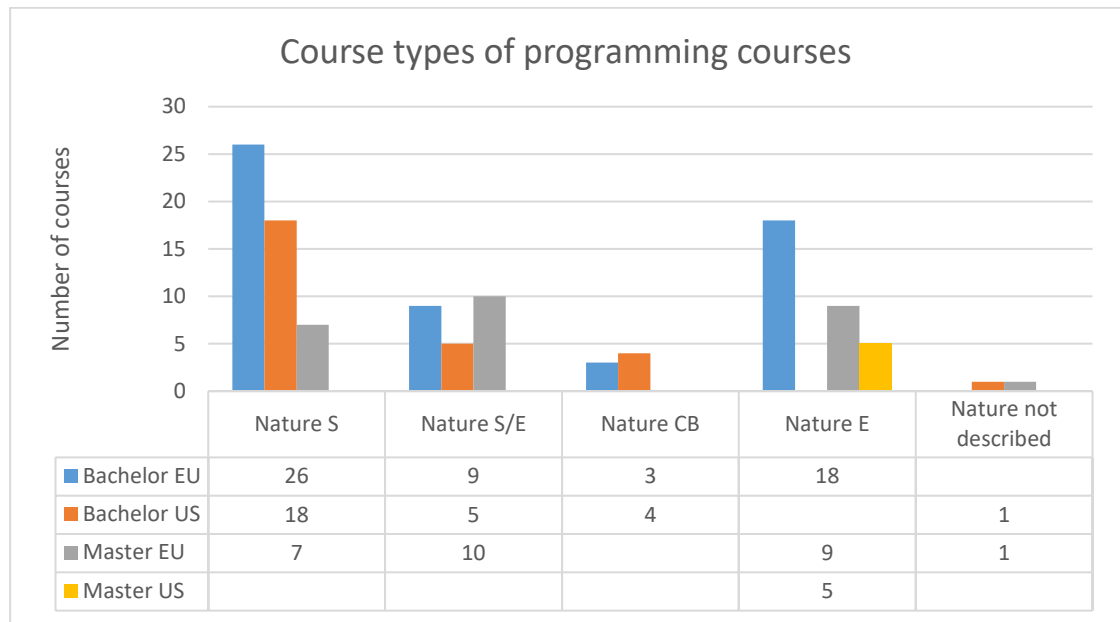 Course types of programming courses
Number of courses
30
25
20
15
10
5
0
Nature S Nature S/E Nature CB Nature E Nature not
described
Bachelor EU 26 9 3 18
Bachelor US 18 5 4 1
Master EU 7 10 9 1
Master US 5